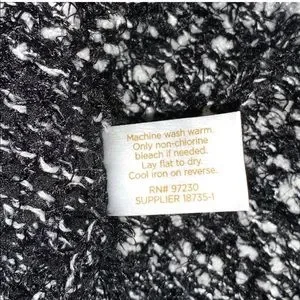 Machine wash warm.
Only non-chlorine
bleach if needed.
Lay flat to dry.
Cool iron on reverse.
RN# 97230
SUPPLIER 18735-1